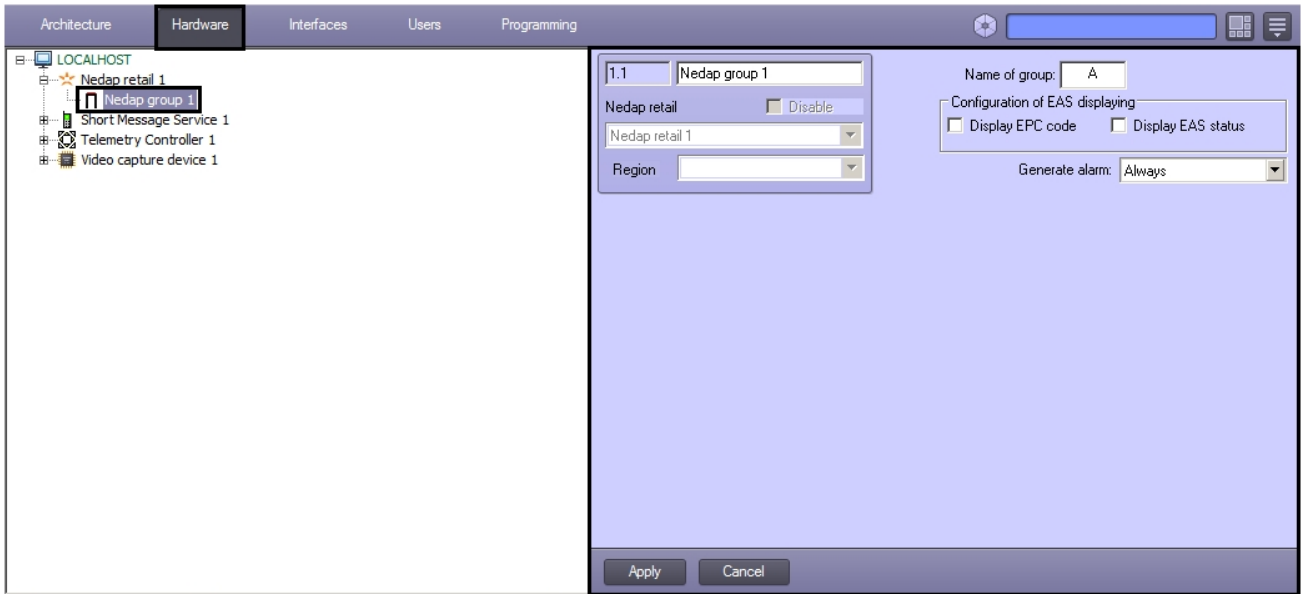 Architecture Hardware Interfaces Users Programming
LOCALHOST
Nedap retail 1
Nedap group 1
Short Message Service 1
Telemetry Controller 1
Video capture device 1
1.1 Nedap group 1
Nedap retail Disable
Nedap retail 1
Region
Name of group: A
Configuration of EAS displaying
Display EPC code Display EAS status
Generate alarm: Always
Apply Cancel